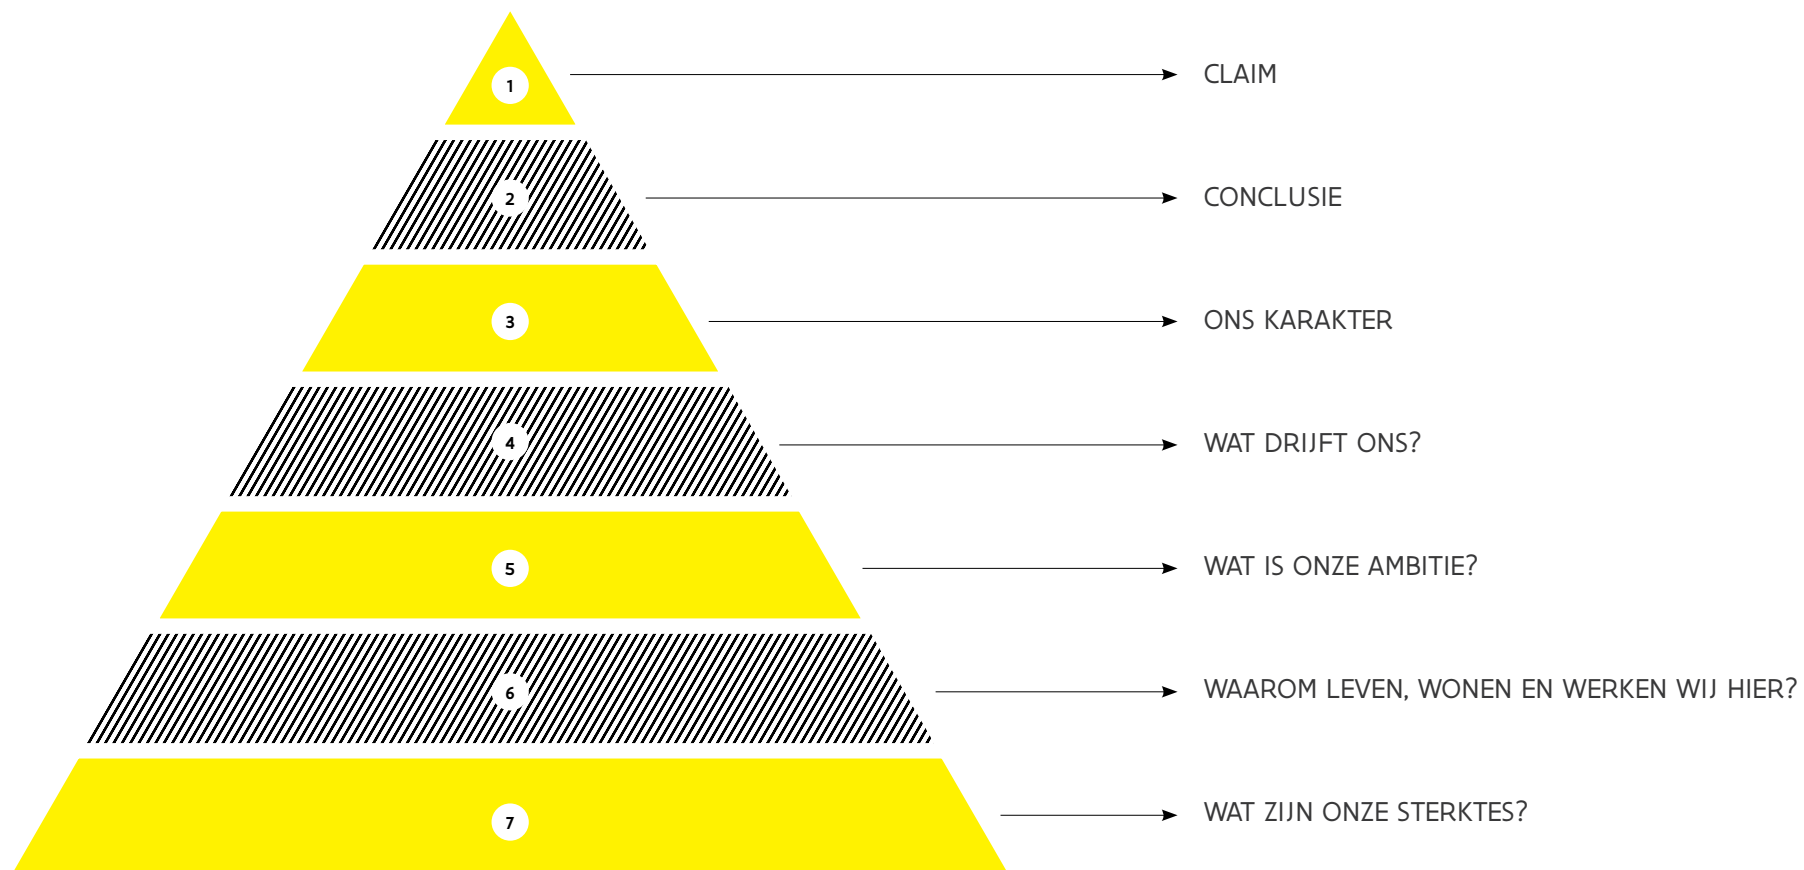 1 CLAIM
2 CONCLUSIE
3 ONS KARAKTER
4 WAT DRIJFT ONS?
5 WAT IS ONZE AMBITIE?
6 WAAROM LEVEN, WONEN EN WERKEN WIJ HIER?
7 WAT ZIJN ONZE STERKTES?